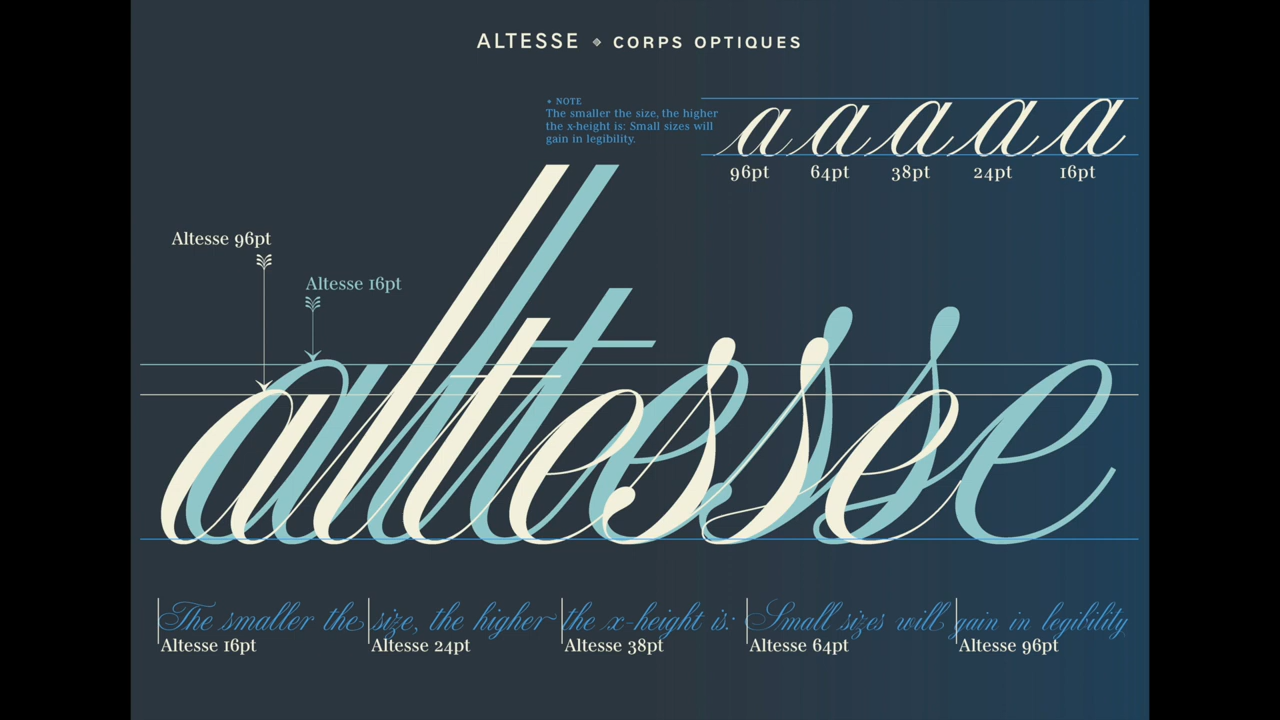 ALTESSE ❖ CORPS OPTIQUES
✦ NOTE
The smaller the size, the higher
the x-height is: Small sizes will
gain in legibility.
a a a a a
96pt 64pt 38pt 24pt 16pt
Altesse 96pt
Altesse 16pt
altesse
altesse
The smaller the size, the higher the x-height is: Small sizes will gain in legibility
Altesse 16pt Altesse 24pt Altesse 38pt Altesse 64pt Altesse 96pt